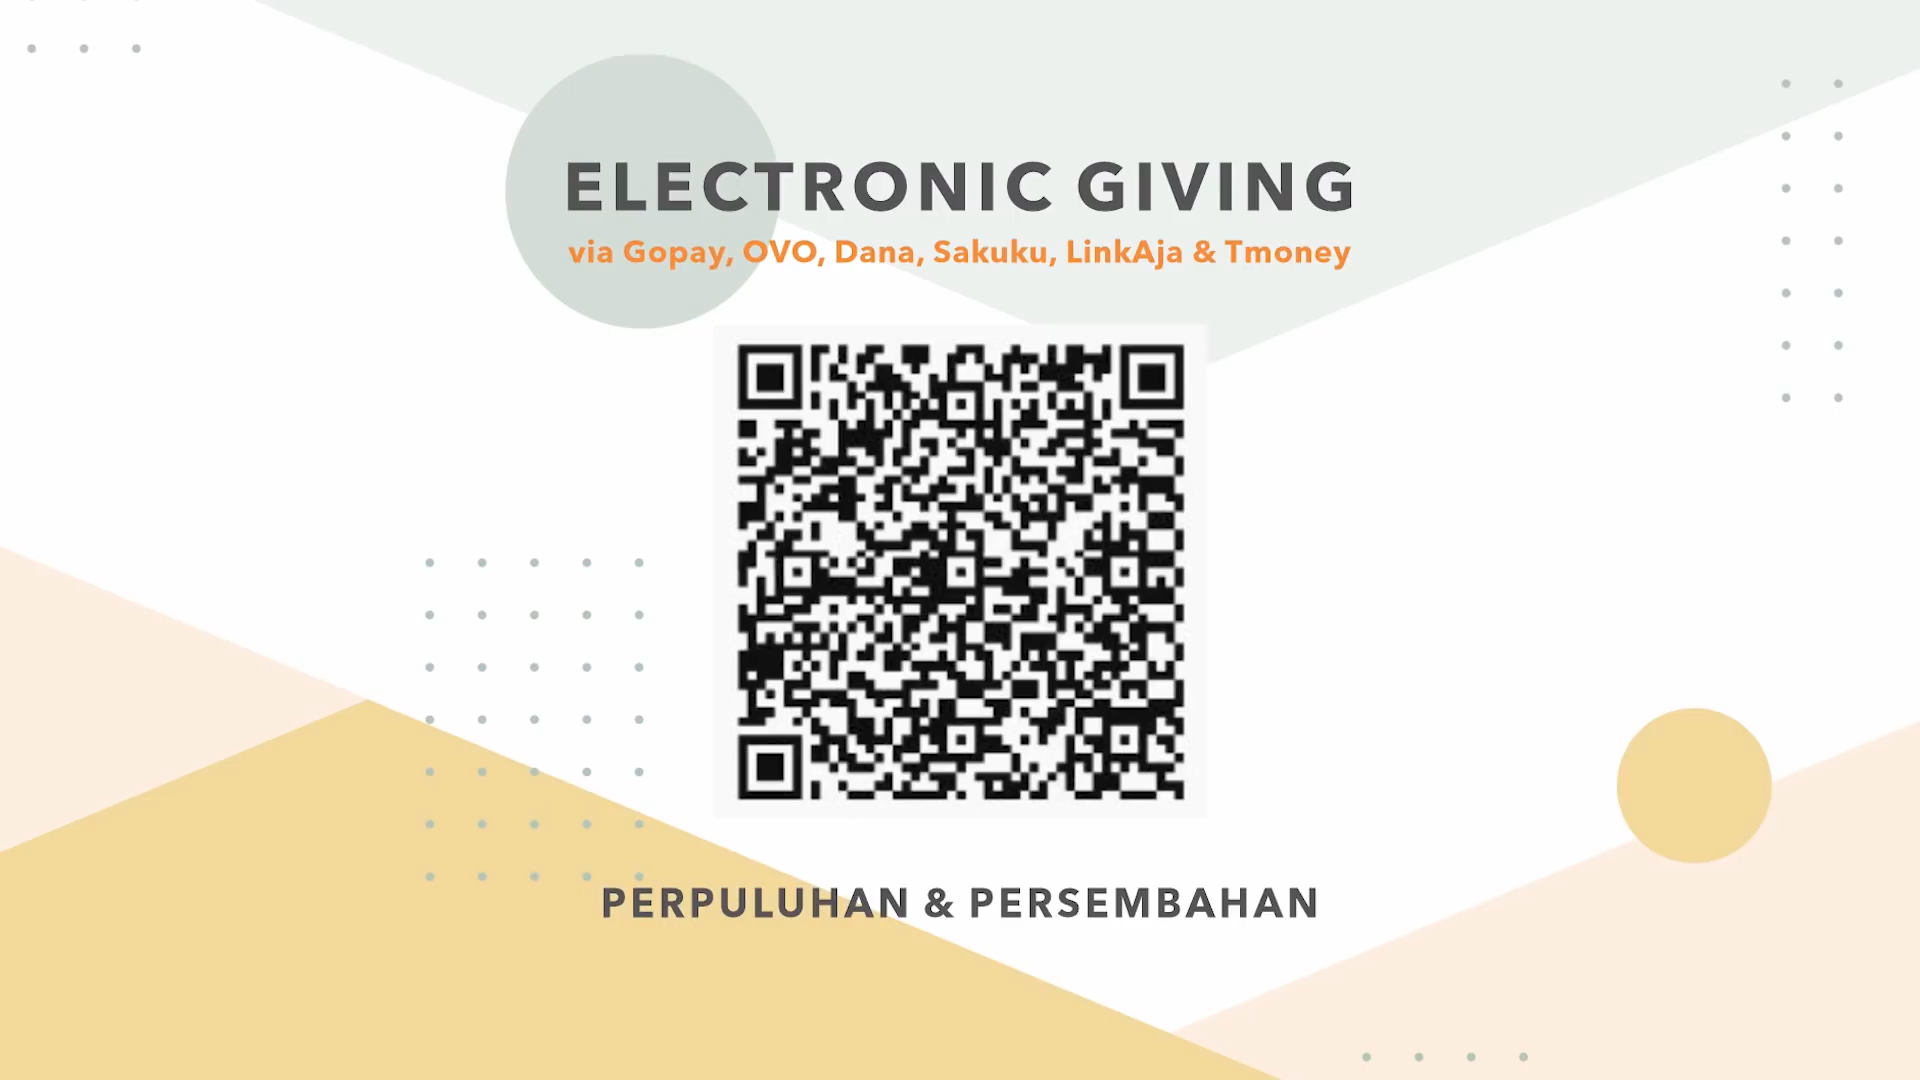 ELECTRONIC GIVING
via Gopay, OVO, Dana, Sakuku, LinkAja & Tmoney
PERPULUHAN & PERSEMBAHAN